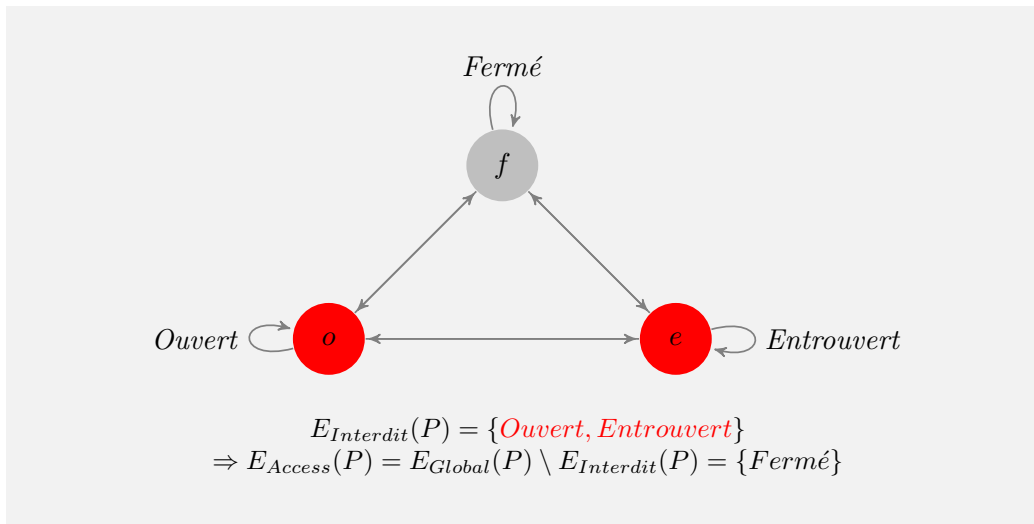 Fermé
f
Ouvert
o
e
Entrouvert
E_{Interdit}(P) = {Ouvert, Entrouvert}
⇒ E_{Access}(P) = E_{Global}(P) \ E_{Interdit}(P) = {Fermé}